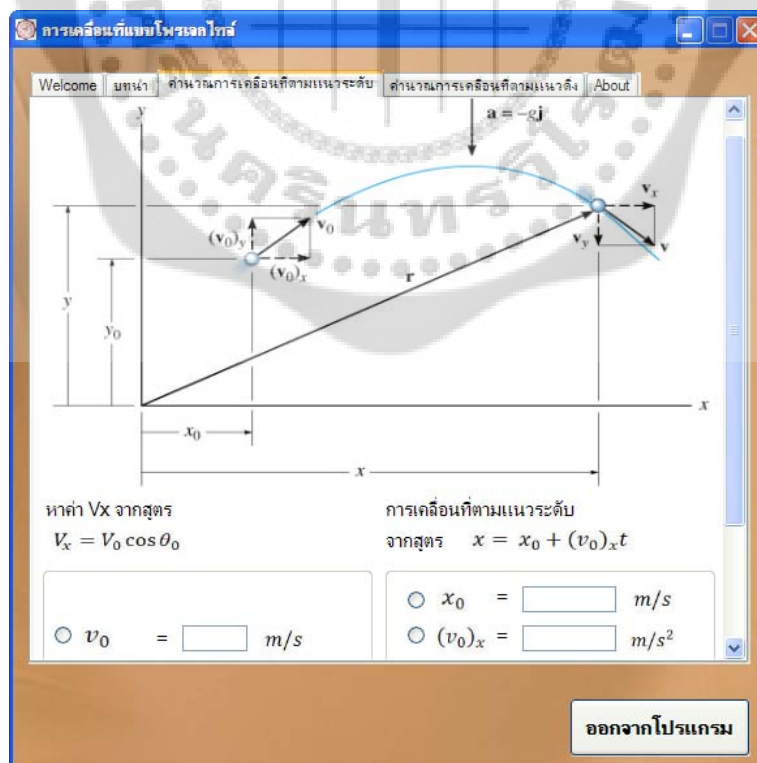 การเคลื่อนที่แบบโพรเจกไทล์
Welcome บทนำ คำนวณการเคลื่อนที่ตามแนวระดับ คำนวณการเคลื่อนที่ตามแนวดิ่ง About
y
a = −gj
vₓ
(v₀)ᵧ v₀ vᵧ v
(v₀)ₓ r
y
y₀
x
x₀
x
หาค่า Vx จากสูตร การเคลื่อนที่ตามแนวระดับ
Vₓ = V₀ cos θ₀ จากสูตร x = x₀ + (v₀)ₓt
x₀ = m/s
v₀ = m/s (v₀)ₓ = m/s²
ออกจากโปรแกรม